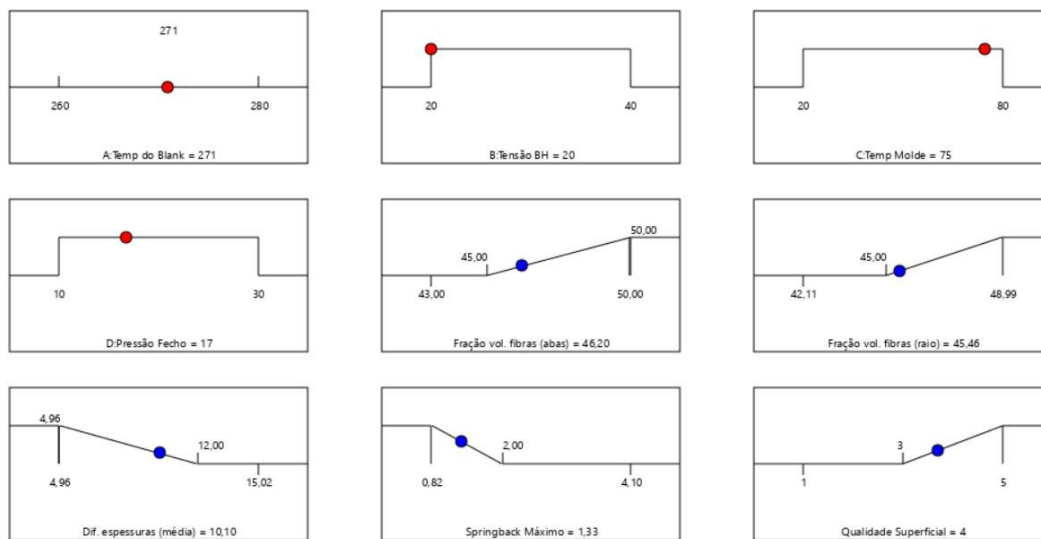 271
260
280
A:Temp do Blank = 271
20
40
B:Tensão BH = 20
20
80
C:Temp Molde = 75
10
30
D:Pressão Fecho = 17
50,00
45,00
43,00
50,00
Fração vol. fibras (abas) = 46,20
45,00
42,11
48,99
Fração vol. fibras (raio) = 45,46
4,96
12,00
4,96
15,02
Dif. espessuras (média) = 10,10
2,00
0,82
4,10
Springback Máximo = 1,33
3
1
5
Qualidade Superficial = 4